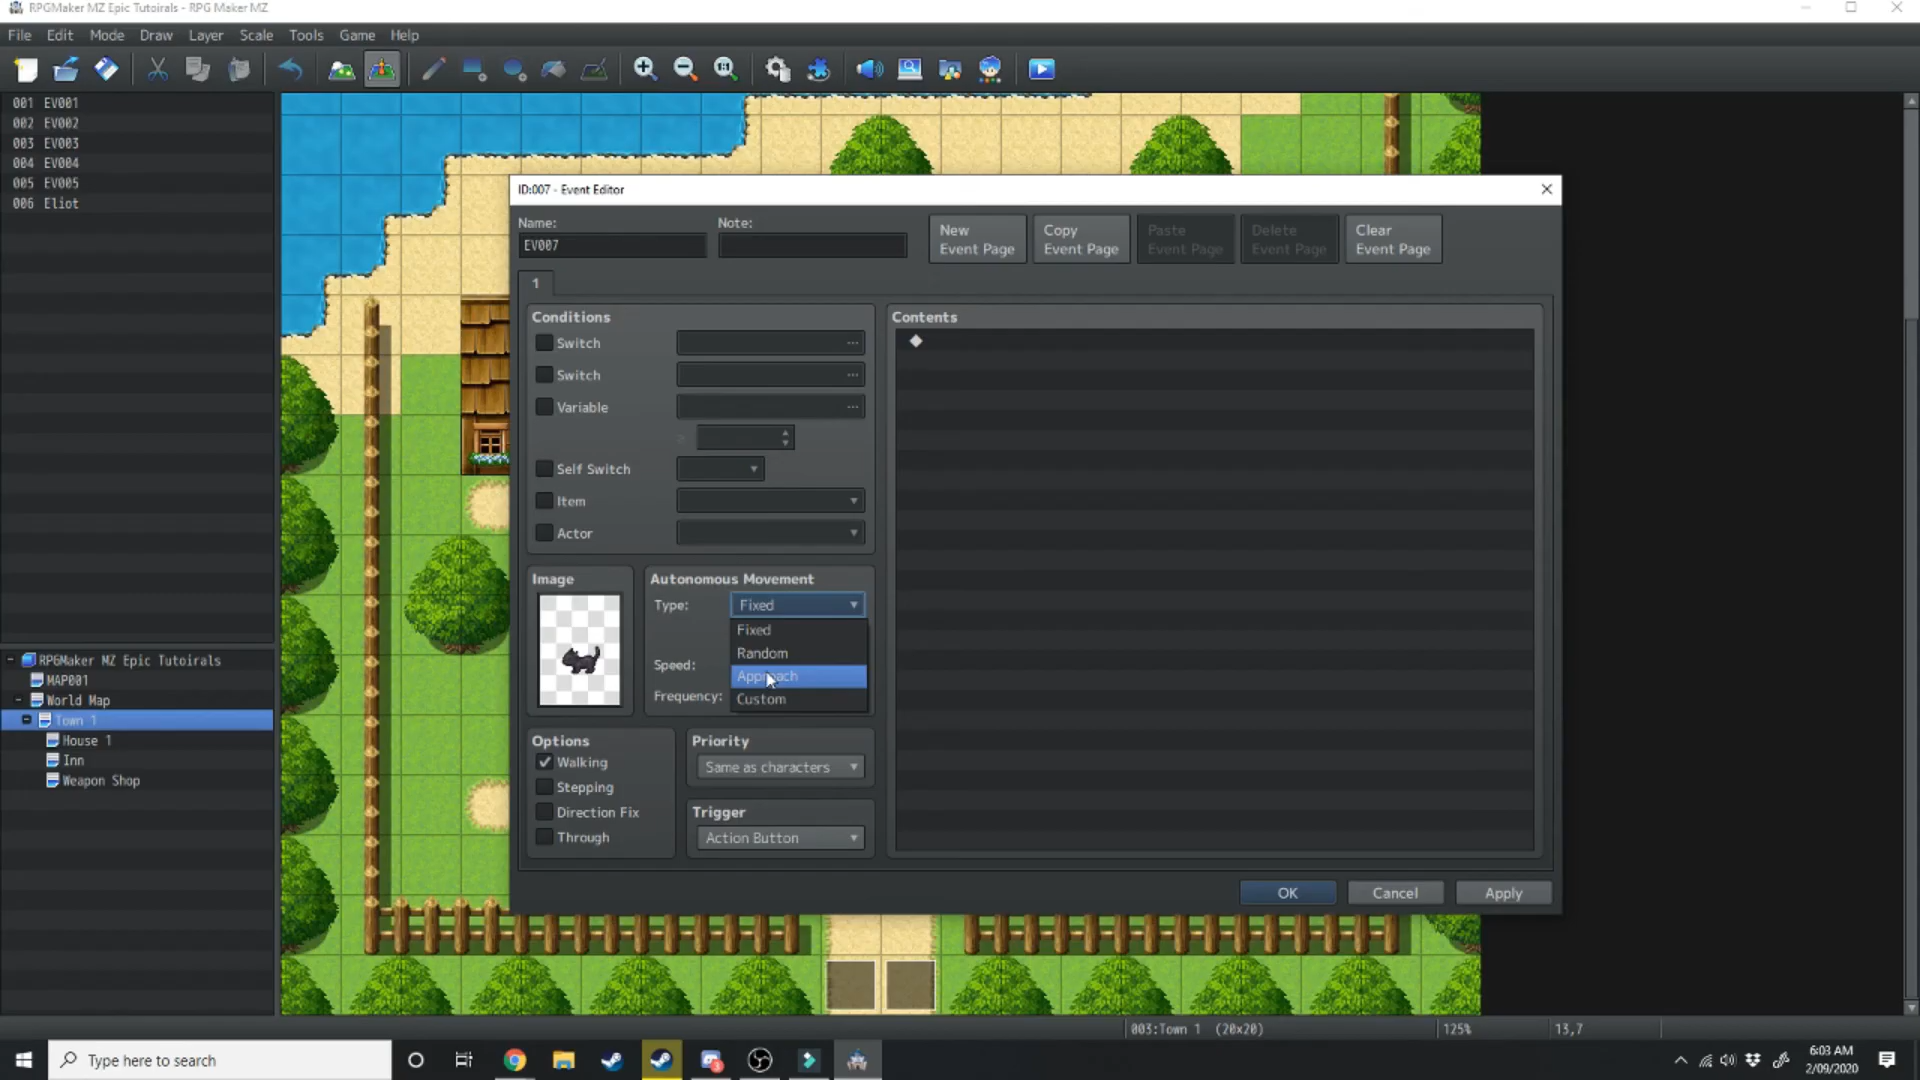 RPGMaker MZ Epic Tutoirals - RPG Maker MZ
File Edit Mode Draw Layer Scale Tools Game Help
001 EV001
002 EV002
003 EV003
004 EV004
005 EV005
006 Eliot
ID:007 - Event Editor
Name:
Note:
EV007
New Event Page
Copy Event Page
Paste Event Page
Delete Event Page
Clear Event Page
1
Conditions
Switch
Switch
Variable
≥
Self Switch
Item
Actor
Contents
Image
Autonomous Movement
Type: Fixed
Fixed
Random
Approach
Custom
Speed:
Frequency:
Options
Walking
Stepping
Direction Fix
Through
Priority
Same as characters
Trigger
Action Button
OK Cancel Apply
RPGMaker MZ Epic Tutoirals
MAP001
World Map
Town 1
House 1
Inn
Weapon Shop
003:Town 1 (20x20)
125%
13,7
Type here to search
6:03 AM
2/09/2020